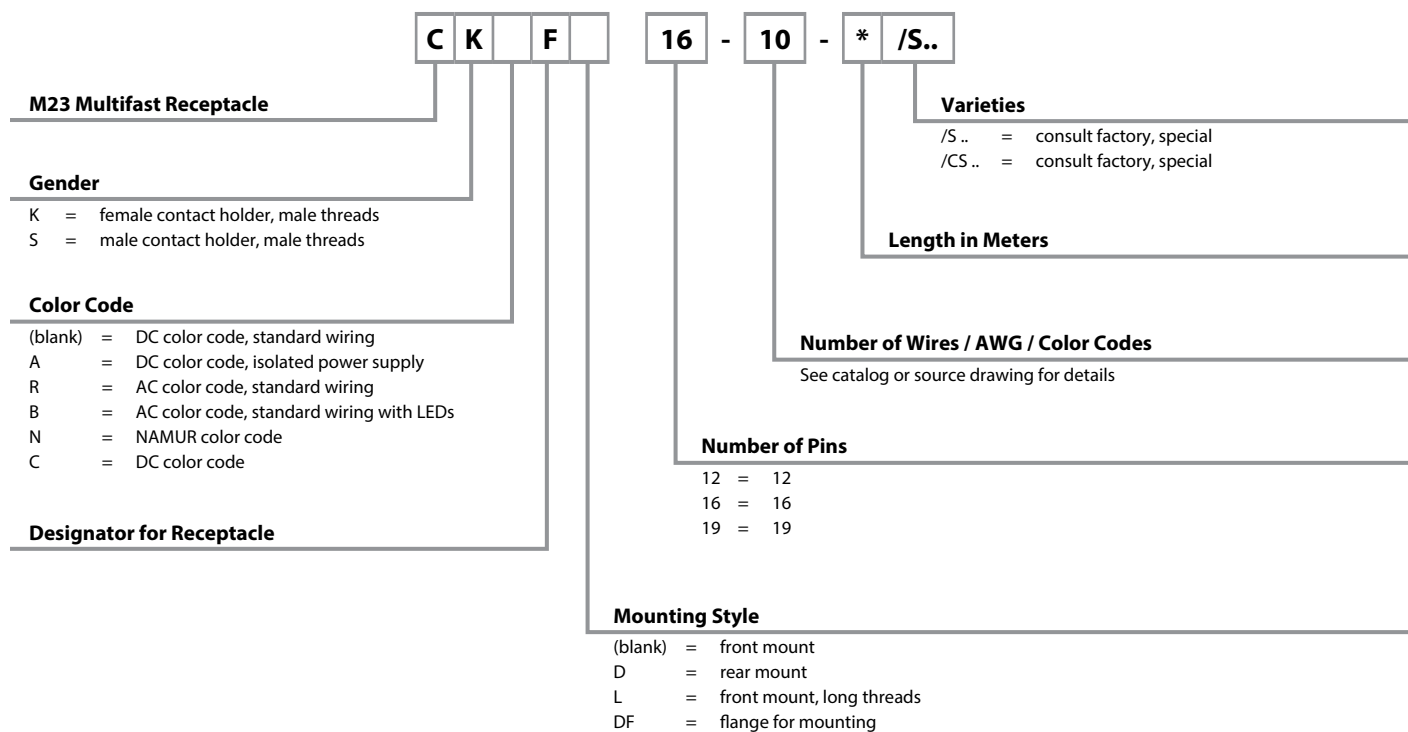 C K F 16 - 10 - * /S..
M23 Multifast Receptacle
Gender
K = female contact holder, male threads
S = male contact holder, male threads
Color Code
(blank) = DC color code, standard wiring
A = DC color code, isolated power supply
R = AC color code, standard wiring
B = AC color code, standard wiring with LEDs
N = NAMUR color code
C = DC color code
Designator for Receptacle
Varieties
/S .. = consult factory, special
/CS .. = consult factory, special
Length in Meters
Number of Wires / AWG / Color Codes
See catalog or source drawing for details
Number of Pins
12 = 12
16 = 16
19 = 19
Mounting Style
(blank) = front mount
D = rear mount
L = front mount, long threads
DF = flange for mounting